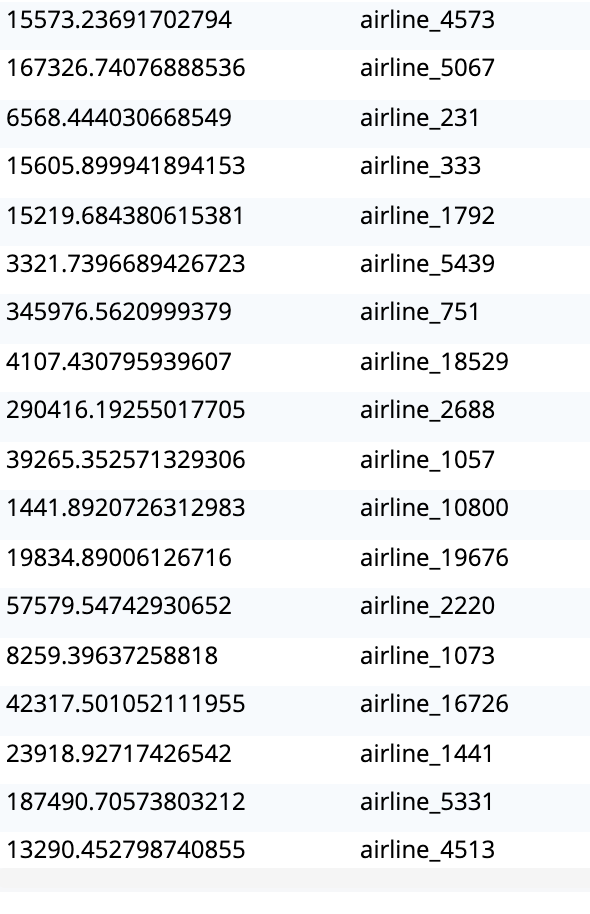 15573.23691702794 airline_4573
167326.74076888536 airline_5067
6568.444030668549 airline_231
15605.899941894153 airline_333
15219.684380615381 airline_1792
3321.7396689426723 airline_5439
345976.5620999379 airline_751
4107.430795939607 airline_18529
290416.19255017705 airline_2688
39265.352571329306 airline_1057
1441.8920726312983 airline_10800
19834.89006126716 airline_19676
57579.54742930652 airline_2220
8259.39637258818 airline_1073
42317.501052111955 airline_16726
23918.92717426542 airline_1441
187490.70573803212 airline_5331
13290.452798740855 airline_4513